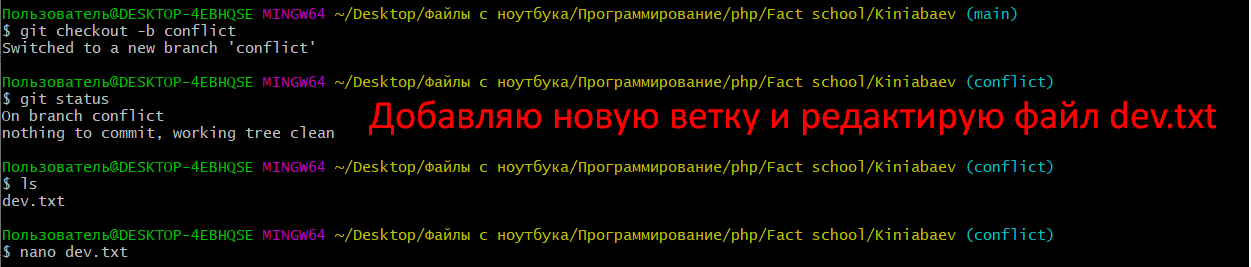 Пользователь@DESKTOP-4EBHQSE MINGW64 ~/Desktop/Файлы с ноутбука/Программирование/php/Fact school/Kiniabaev (main)
$ git checkout -b conflict
Switched to a new branch 'conflict'
Пользователь@DESKTOP-4EBHQSE MINGW64 ~/Desktop/Файлы с ноутбука/Программирование/php/Fact school/Kiniabaev (conflict)
$ git status
On branch conflict
nothing to commit, working tree clean
Добавляю новую ветку и редактирую файл dev.txt
Пользователь@DESKTOP-4EBHQSE MINGW64 ~/Desktop/Файлы с ноутбука/Программирование/php/Fact school/Kiniabaev (conflict)
$ ls
dev.txt
Пользователь@DESKTOP-4EBHQSE MINGW64 ~/Desktop/Файлы с ноутбука/Программирование/php/Fact school/Kiniabaev (conflict)
$ nano dev.txt